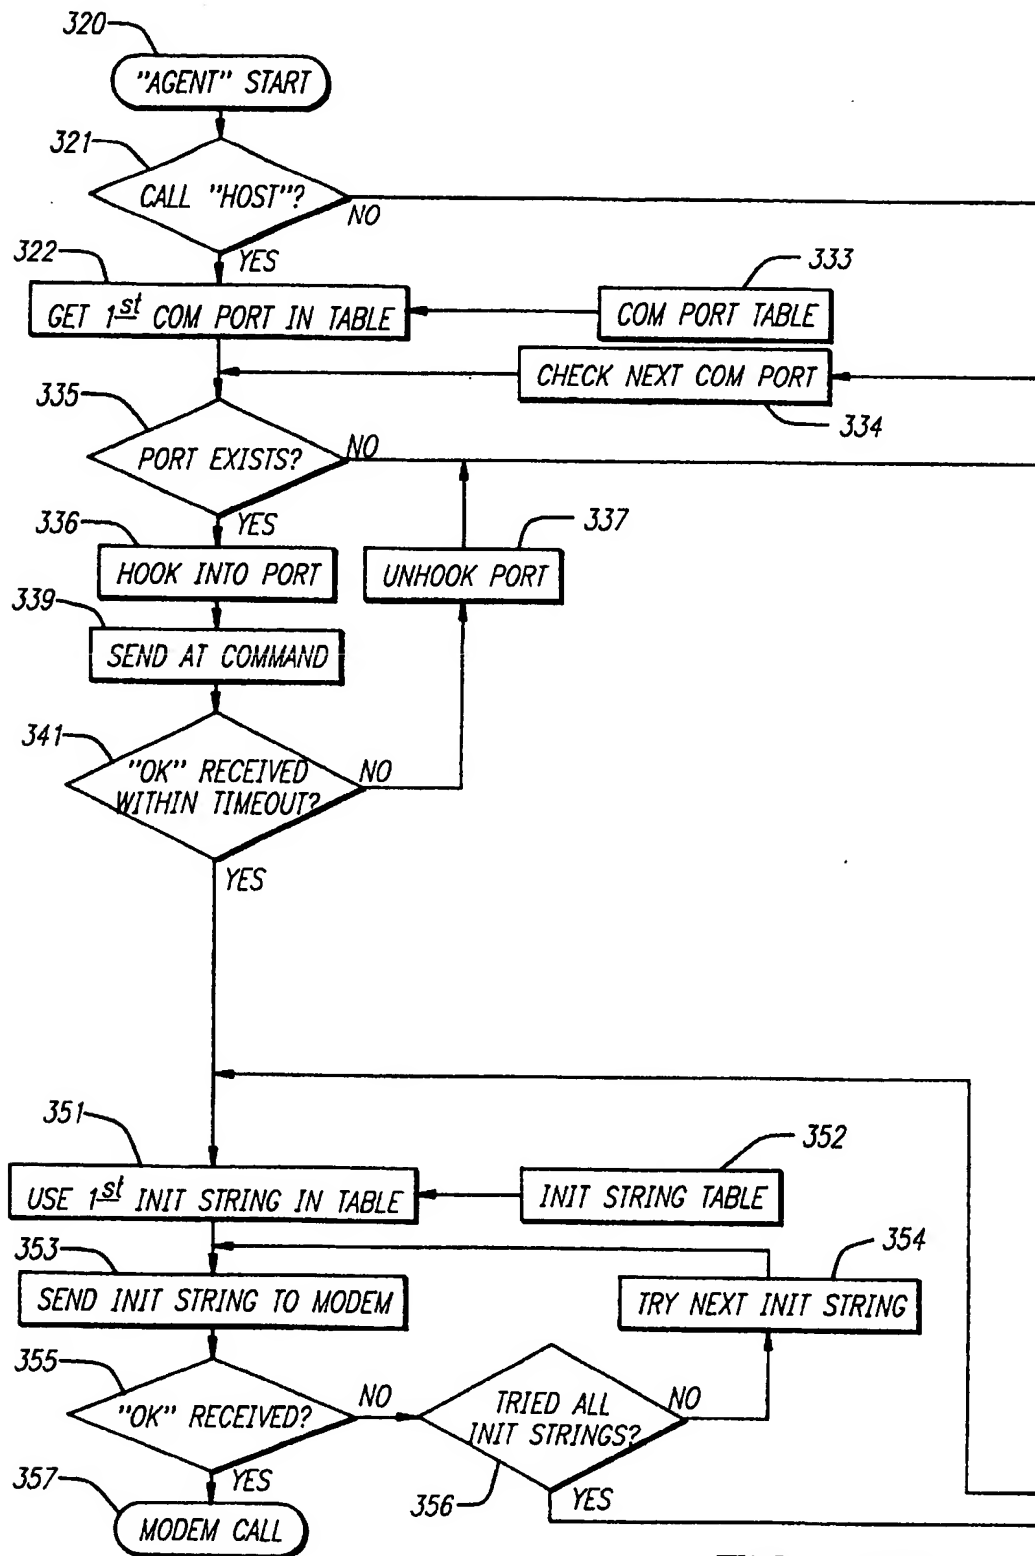 320
"AGENT" START
321
CALL "HOST"?
NO
YES
322
GET 1st COM PORT IN TABLE
333
COM PORT TABLE
CHECK NEXT COM PORT
334
335
PORT EXISTS?
NO
YES
336
HOOK INTO PORT
337
UNHOOK PORT
339
SEND AT COMMAND
341
"OK" RECEIVED
WITHIN TIMEOUT?
NO
YES
351
USE 1st INIT STRING IN TABLE
352
INIT STRING TABLE
353
SEND INIT STRING TO MODEM
354
TRY NEXT INIT STRING
355
"OK" RECEIVED?
NO
YES
TRIED ALL
INIT STRINGS?
NO
YES
356
357
MODEM CALL